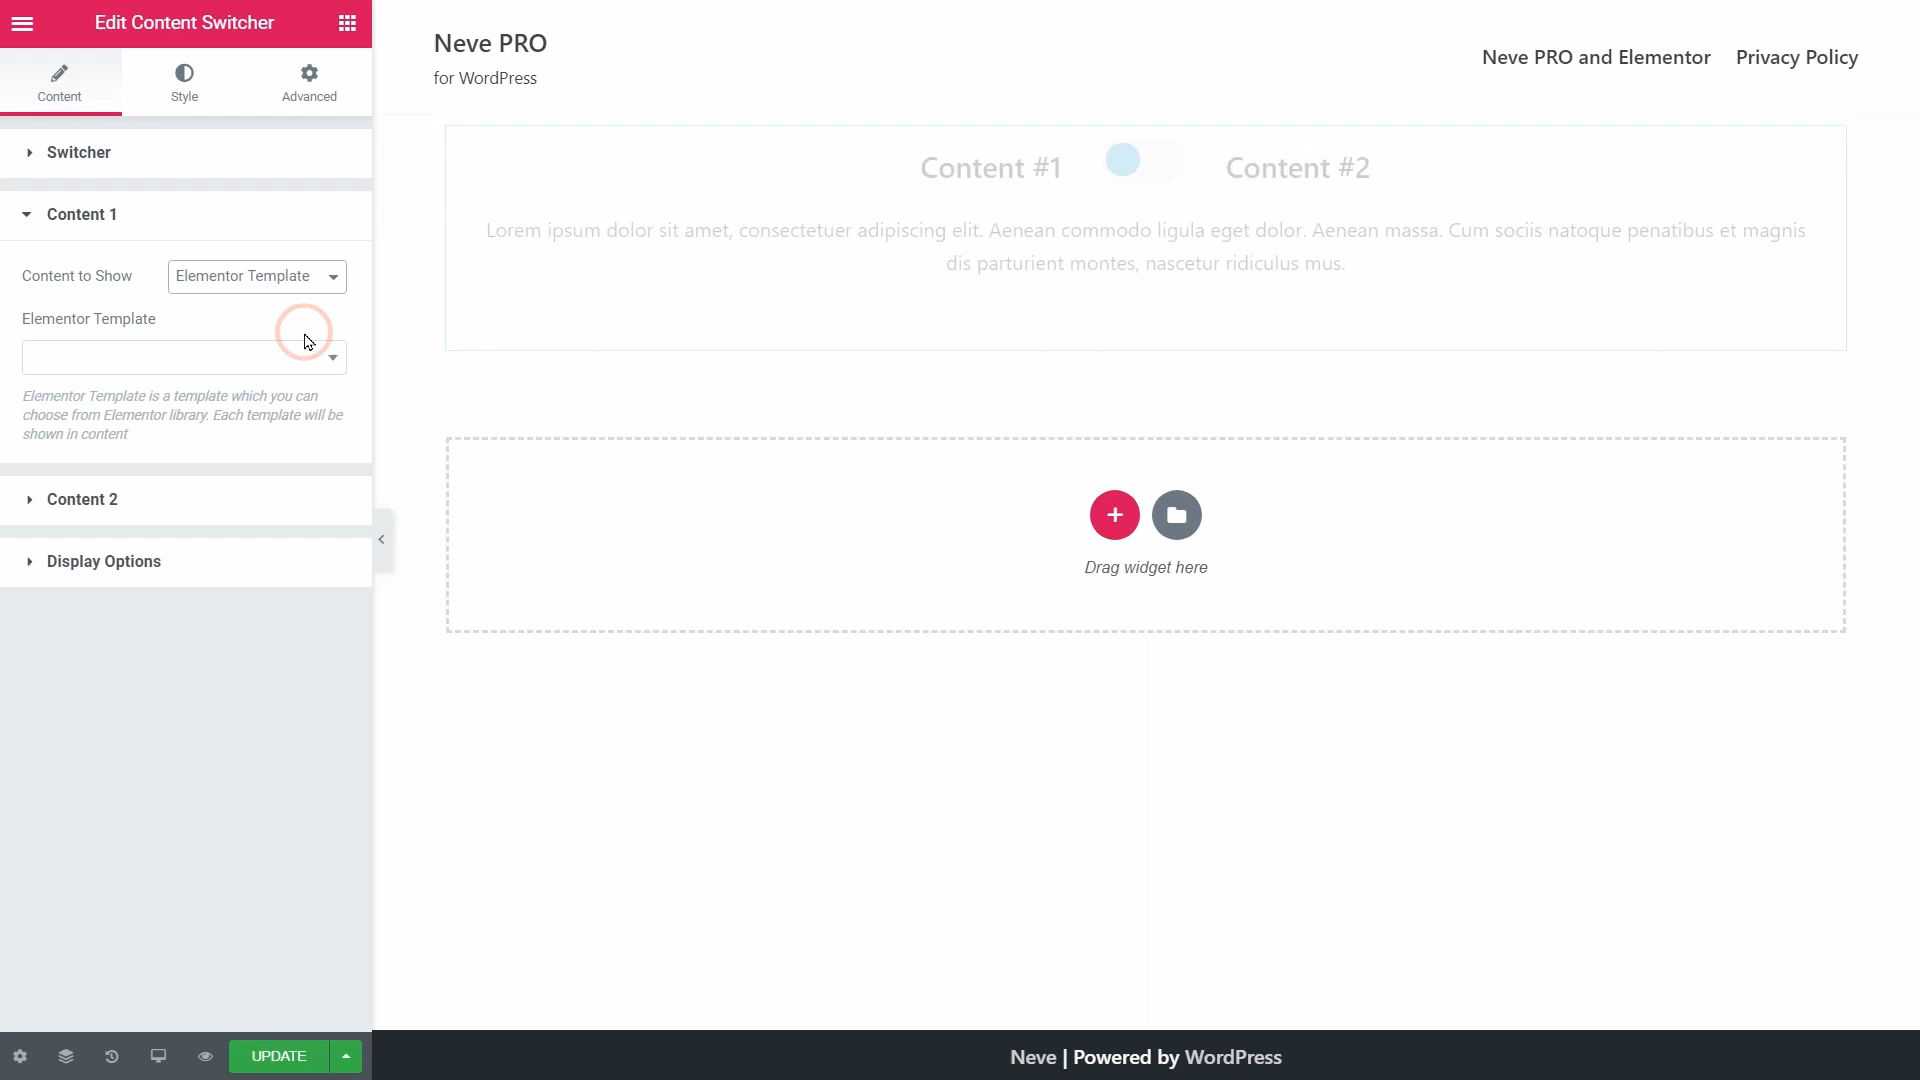 Edit Content Switcher
Content
Style
Advanced
Switcher
Content 1
Content to Show
Elementor Template
Elementor Template
Elementor Template is a template which you can
choose from Elementor library. Each template will be
shown in content
Content 2
Display Options
UPDATE
Neve PRO
for WordPress
Neve PRO and Elementor
Privacy Policy
Content #1
Content #2
Lorem ipsum dolor sit amet, consectetuer adipiscing elit. Aenean commodo ligula eget dolor. Aenean massa. Cum sociis natoque penatibus et magnis
dis parturient montes, nascetur ridiculus mus.
Drag widget here
Neve | Powered by WordPress